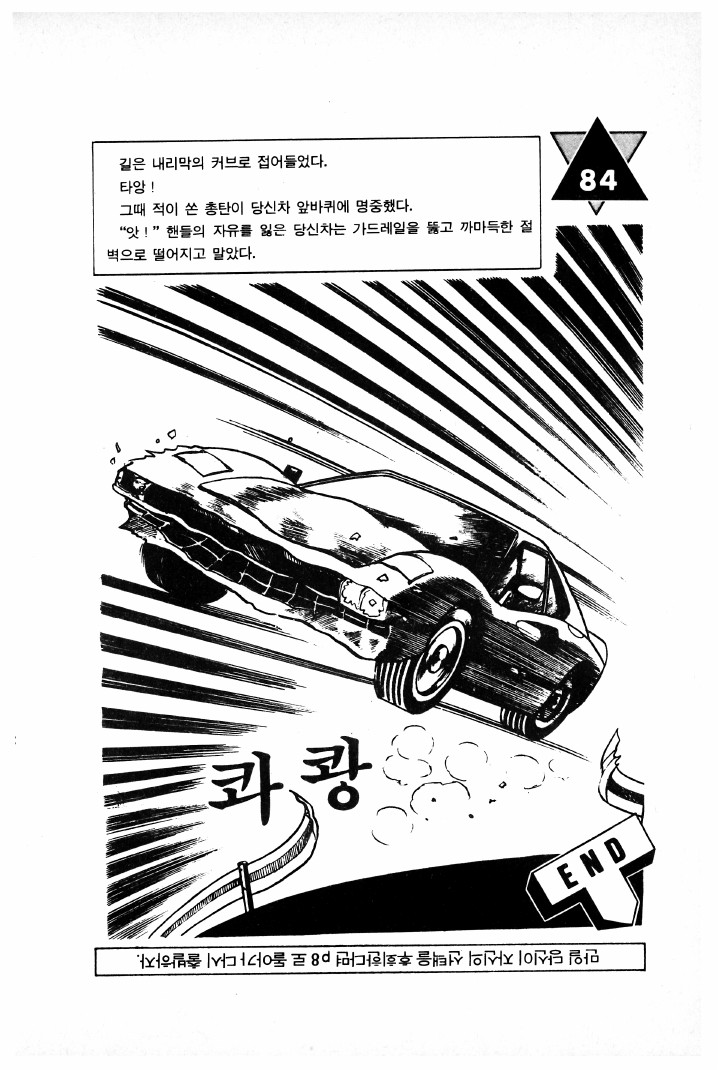 84
길은 내리막의 커브로 접어들었다.
타앙 !
그때 적이 쏜 총탄이 당신차 앞바퀴에 명중했다.
“앗 ! ” 핸들의 자유를 잃은 당신차는 가드레일을 뚫고 까마득한 절
벽으로 떨어지고 말았다.
콰쾅
END
만일 당신이 자신의 선택을 후회한다면 p8 로 돌아가 다시 출발하자.